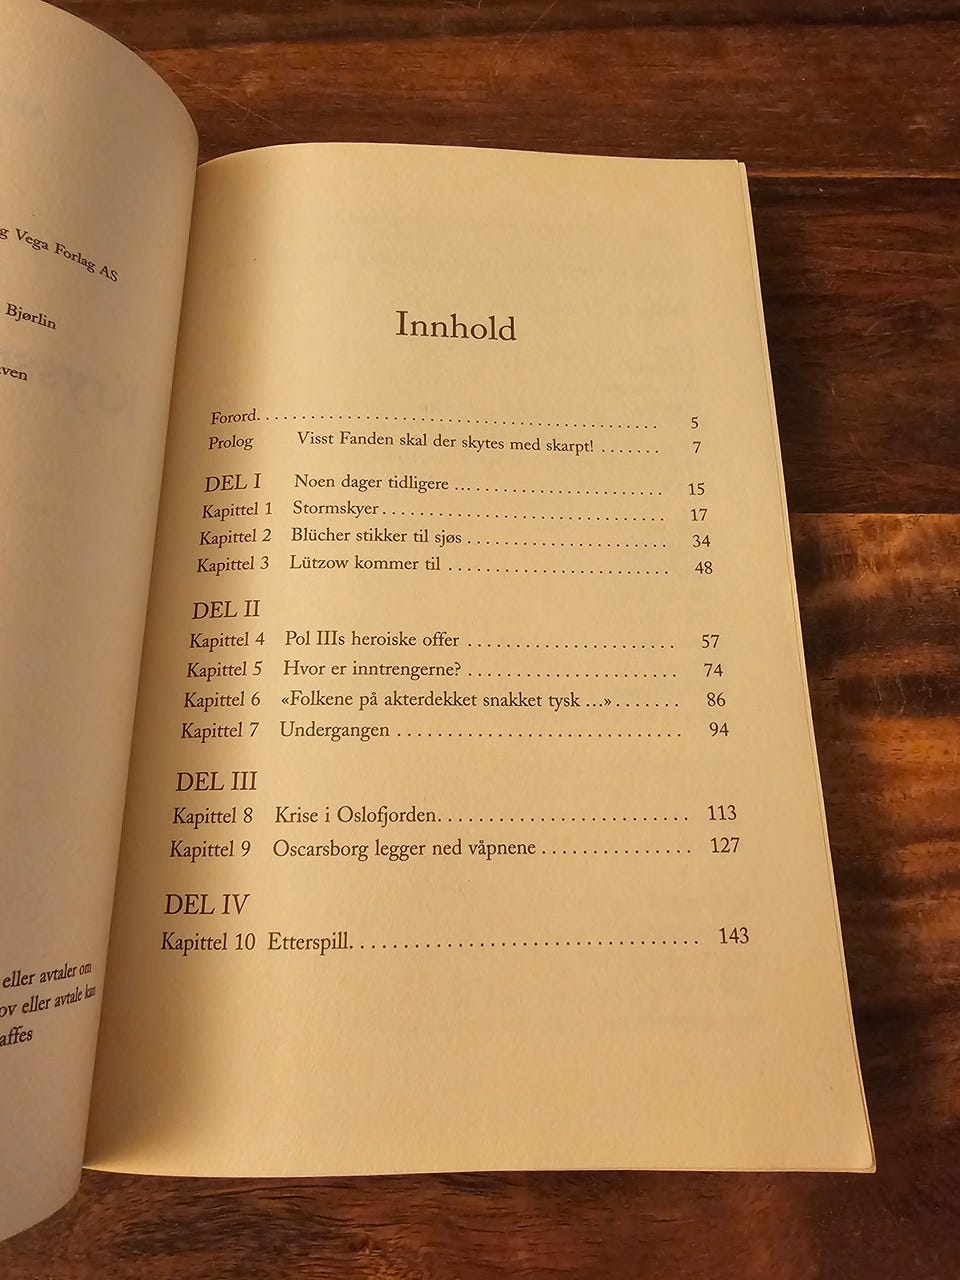 g Vega Forlag AS
Bjørlin
ven
eller avtaler om
ov eller avtale kan
affes
Innhold
Forord. . . . . . . . . . . . . . . . . . . . . . . . . . . . . . . . . . . . . . . . . 5
Prolog Visst Fanden skal der skytes med skarpt! . . . . . . . 7
DEL I Noen dager tidligere ... . . . . . . . . . . . . . . . . . . . . 15
Kapittel 1 Stormskyer . . . . . . . . . . . . . . . . . . . . . . . . . . . . . 17
Kapittel 2 Blücher stikker til sjøs . . . . . . . . . . . . . . . . . . . . 34
Kapittel 3 Lützow kommer til . . . . . . . . . . . . . . . . . . . . . . 48
DEL II
Kapittel 4 Pol IIIs heroiske offer . . . . . . . . . . . . . . . . . . . . 57
Kapittel 5 Hvor er inntrengerne? . . . . . . . . . . . . . . . . . . . . 74
Kapittel 6 «Folkene på akterdekket snakket tysk ...» . . . . . . . 86
Kapittel 7 Undergangen . . . . . . . . . . . . . . . . . . . . . . . . . . . 94
DEL III
Kapittel 8 Krise i Oslofjorden. . . . . . . . . . . . . . . . . . . . . . . . 113
Kapittel 9 Oscarsborg legger ned våpnene . . . . . . . . . . . . . . 127
DEL IV
Kapittel 10 Etterspill. . . . . . . . . . . . . . . . . . . . . . . . . . . . . . . 143